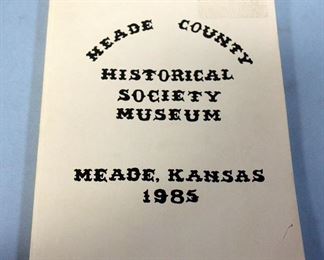 MEADE COUNTY
HISTORICAL
SOCIETY
MUSEUM
MEADE, KANSAS
1985